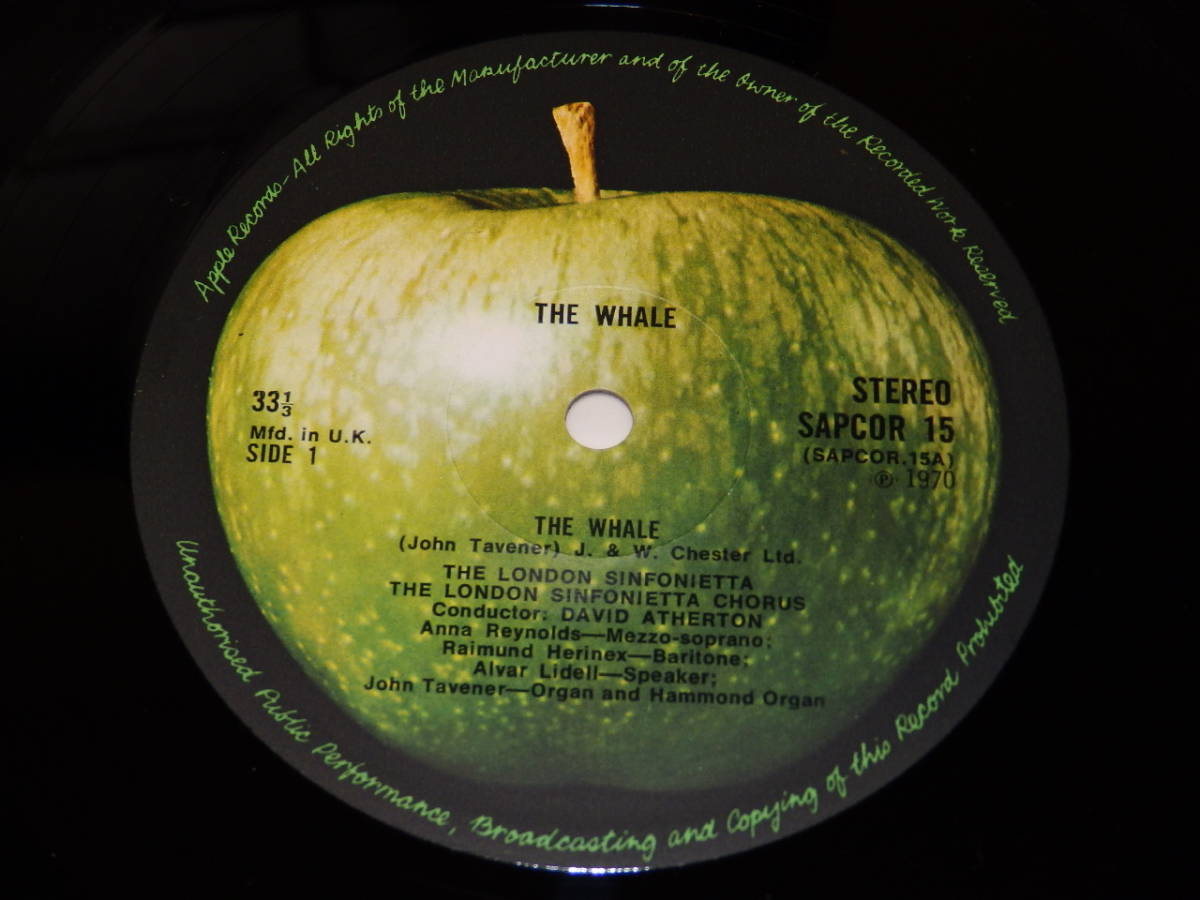 Apple Records-All Rights of the Manufacturer and of the Owner of the Recorded Work Reserved
THE WHALE
33⅓
Mfd. in U.K.
SIDE 1
STEREO
SAPCOR 15
(SAPCOR.15A)
℗ 1970
THE WHALE
(John Tavener) J. & W. Chester Ltd.
THE LONDON SINFONIETTA
THE LONDON SINFONIETTA CHORUS
Conductor: DAVID ATHERTON
Anna Reynolds—Mezzo-soprano;
Raimund Herinex—Baritone;
Alvar Lidell—Speaker;
John Tavener—Organ and Hammond Organ
Unauthorised Public Performance, Broadcasting and Copying of this Record Prohibited